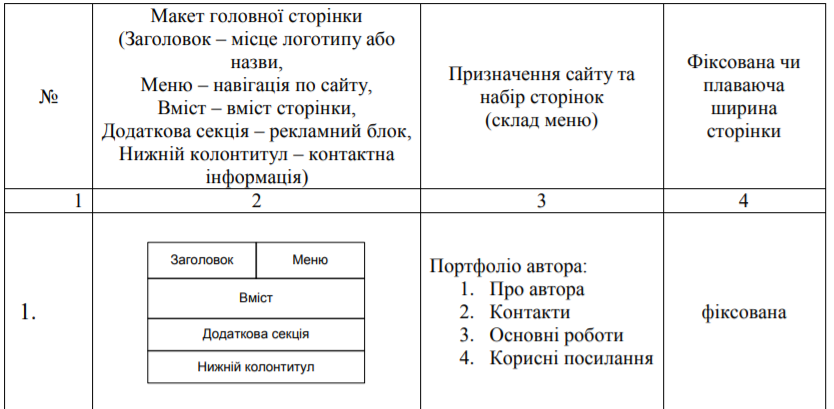 №
Макет головної сторінки
(Заголовок – місце логотипу або
назви,
Меню – навігація по сайту,
Вміст – вміст сторінки,
Додаткова секція – рекламний блок,
Нижній колонтитул – контактна
інформація)
Призначення сайту та
набір сторінок
(склад меню)
Фіксована чи
плаваюча
ширина
сторінки
1
2
3
4
1.
Заголовок
Меню
Вміст
Додаткова секція
Нижній колонтитул
Портфоліо автора:
1. Про автора
2. Контакти
3. Основні роботи
4. Корисні посилання
фіксована